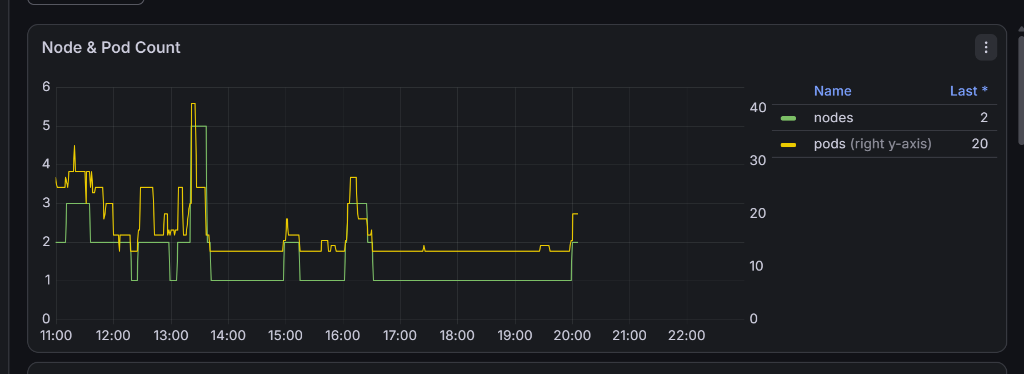 Node & Pod Count
6
5
4
3
2
1
0
40
30
20
10
0
11:00 12:00 13:00 14:00 15:00 16:00 17:00 18:00 19:00 20:00 21:00 22:00
Name Last *
nodes 2
pods (right y-axis) 20